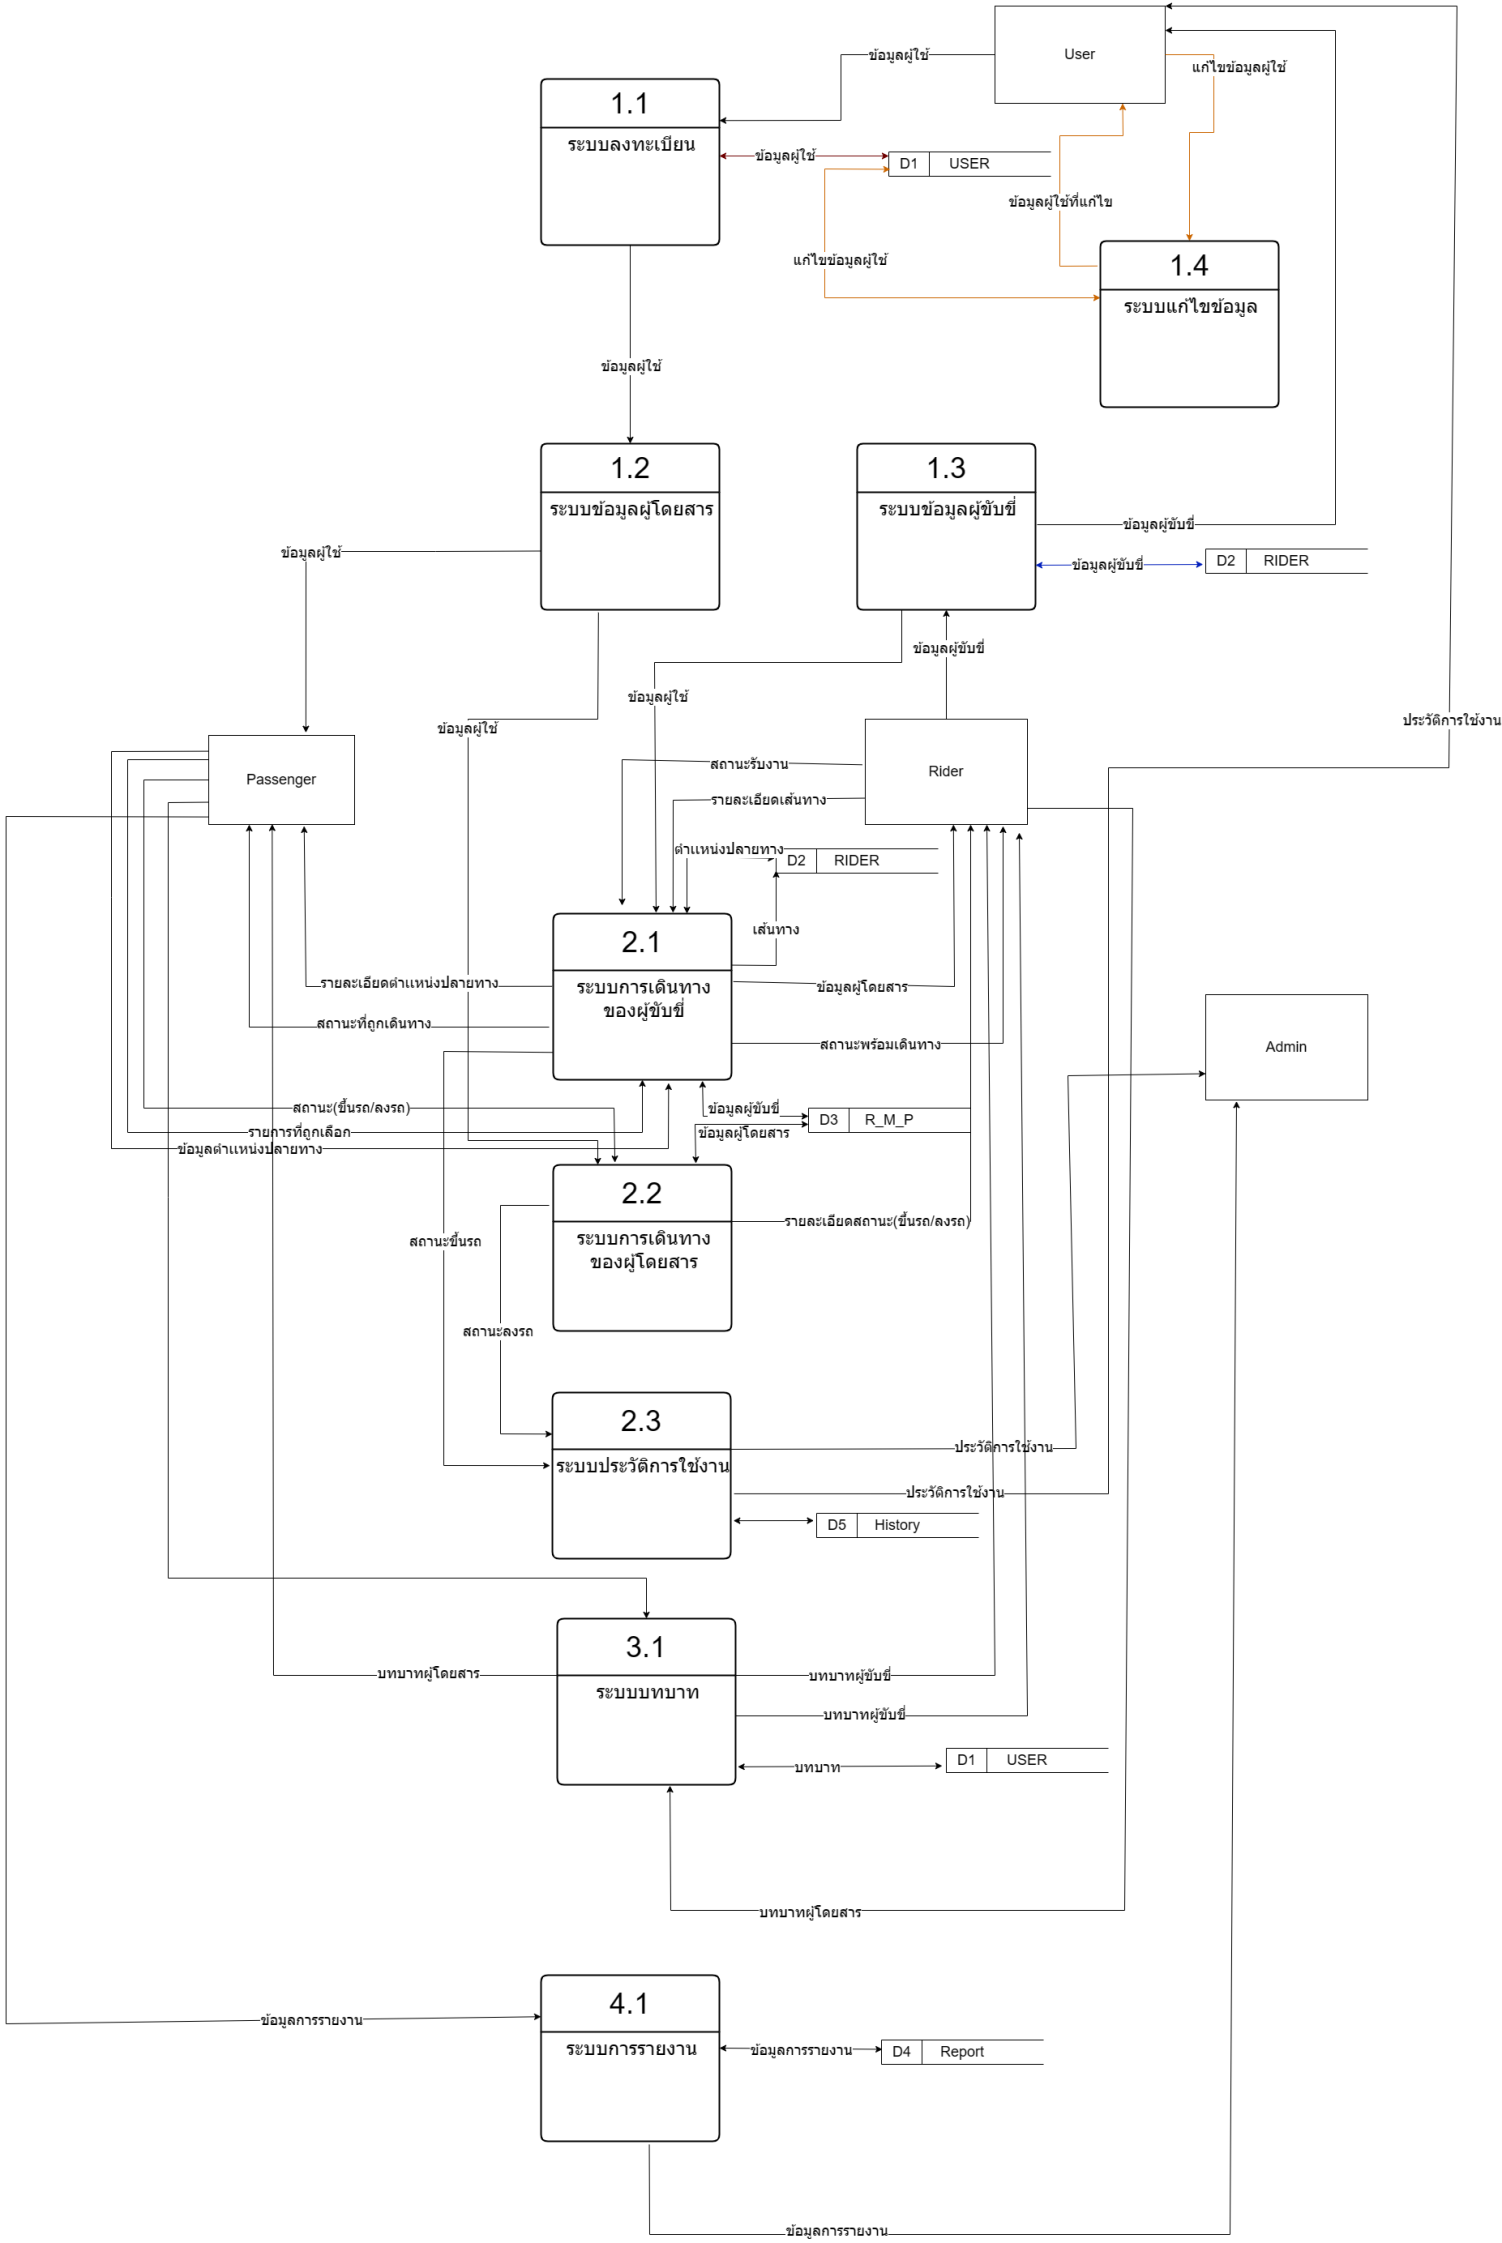 User
ข้อมูลผู้ใช้
แก้ไขข้อมูลผู้ใช้
1.1
ระบบลงทะเบียน
ข้อมูลผู้ใช้
D1 USER
ข้อมูลผู้ใช้ที่แก้ไข
แก้ไขข้อมูลผู้ใช้
1.4
ระบบแก้ไขข้อมูล
ข้อมูลผู้ใช้
1.2
ระบบข้อมูลผู้โดยสาร
1.3
ระบบข้อมูลผู้ขับขี่
ข้อมูลผู้ขับขี่
ข้อมูลผู้ใช้
ข้อมูลผู้ขับขี่
D2 RIDER
ข้อมูลผู้ขับขี่
ข้อมูลผู้ใช้
ข้อมูลผู้ใช้
ประวัติการใช้งาน
Passenger
สถานะรับงาน
Rider
รายละเอียดเส้นทาง
ตำแหน่งปลายทาง
D2 RIDER
เส้นทาง
2.1
ระบบการเดินทาง
ของผู้ขับขี่
รายละเอียดตำแหน่งปลายทาง
ข้อมูลผู้โดยสาร
สถานะที่ถูกเดินทาง
สถานะพร้อมเดินทาง
Admin
สถานะ(ขึ้นรถ/ลงรถ)
ข้อมูลผู้ขับขี่
D3 R_M_P
รายการที่ถูกเลือก
ข้อมูลผู้โดยสาร
ข้อมูลตำแหน่งปลายทาง
2.2
ระบบการเดินทาง
ของผู้โดยสาร
รายละเอียดสถานะ(ขึ้นรถ/ลงรถ)
สถานะขึ้นรถ
สถานะลงรถ
2.3
ระบบประวัติการใช้งาน
ประวัติการใช้งาน
ประวัติการใช้งาน
D5 History
3.1
ระบบบทบาท
บทบาทผู้โดยสาร
บทบาทผู้ขับขี่
บทบาทผู้ขับขี่
บทบาท
D1 USER
บทบาทผู้โดยสาร
4.1
ระบบการรายงาน
ข้อมูลการรายงาน
ข้อมูลการรายงาน
D4 Report
ข้อมูลการรายงาน